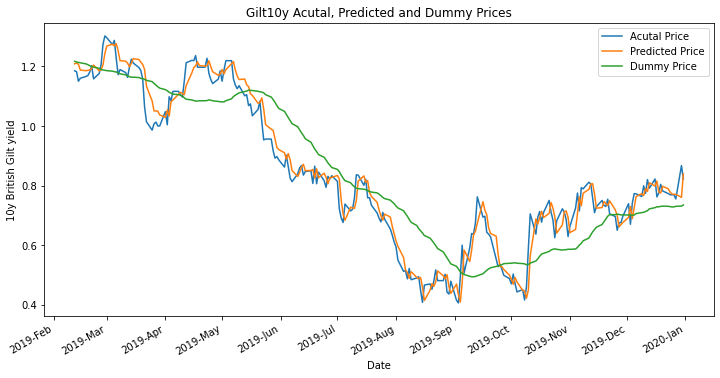 Gilt10y Acutal, Predicted and Dummy Prices
Acutal Price
Predicted Price
Dummy Price
10y British Gilt yield
1.2
1.0
0.8
0.6
0.4
2019-Feb
2019-Mar
2019-Apr
2019-May
2019-Jun
2019-Jul
2019-Aug
2019-Sep
2019-Oct
2019-Nov
2019-Dec
2020-Jan
Date